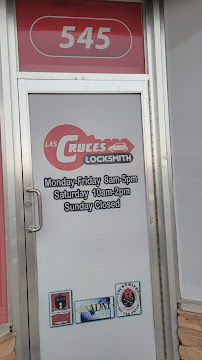 545
LAS CRUCES
LOCKSMITH
Monday-Friday 8am-5pm
Saturday 10am-2pm
Sunday Closed